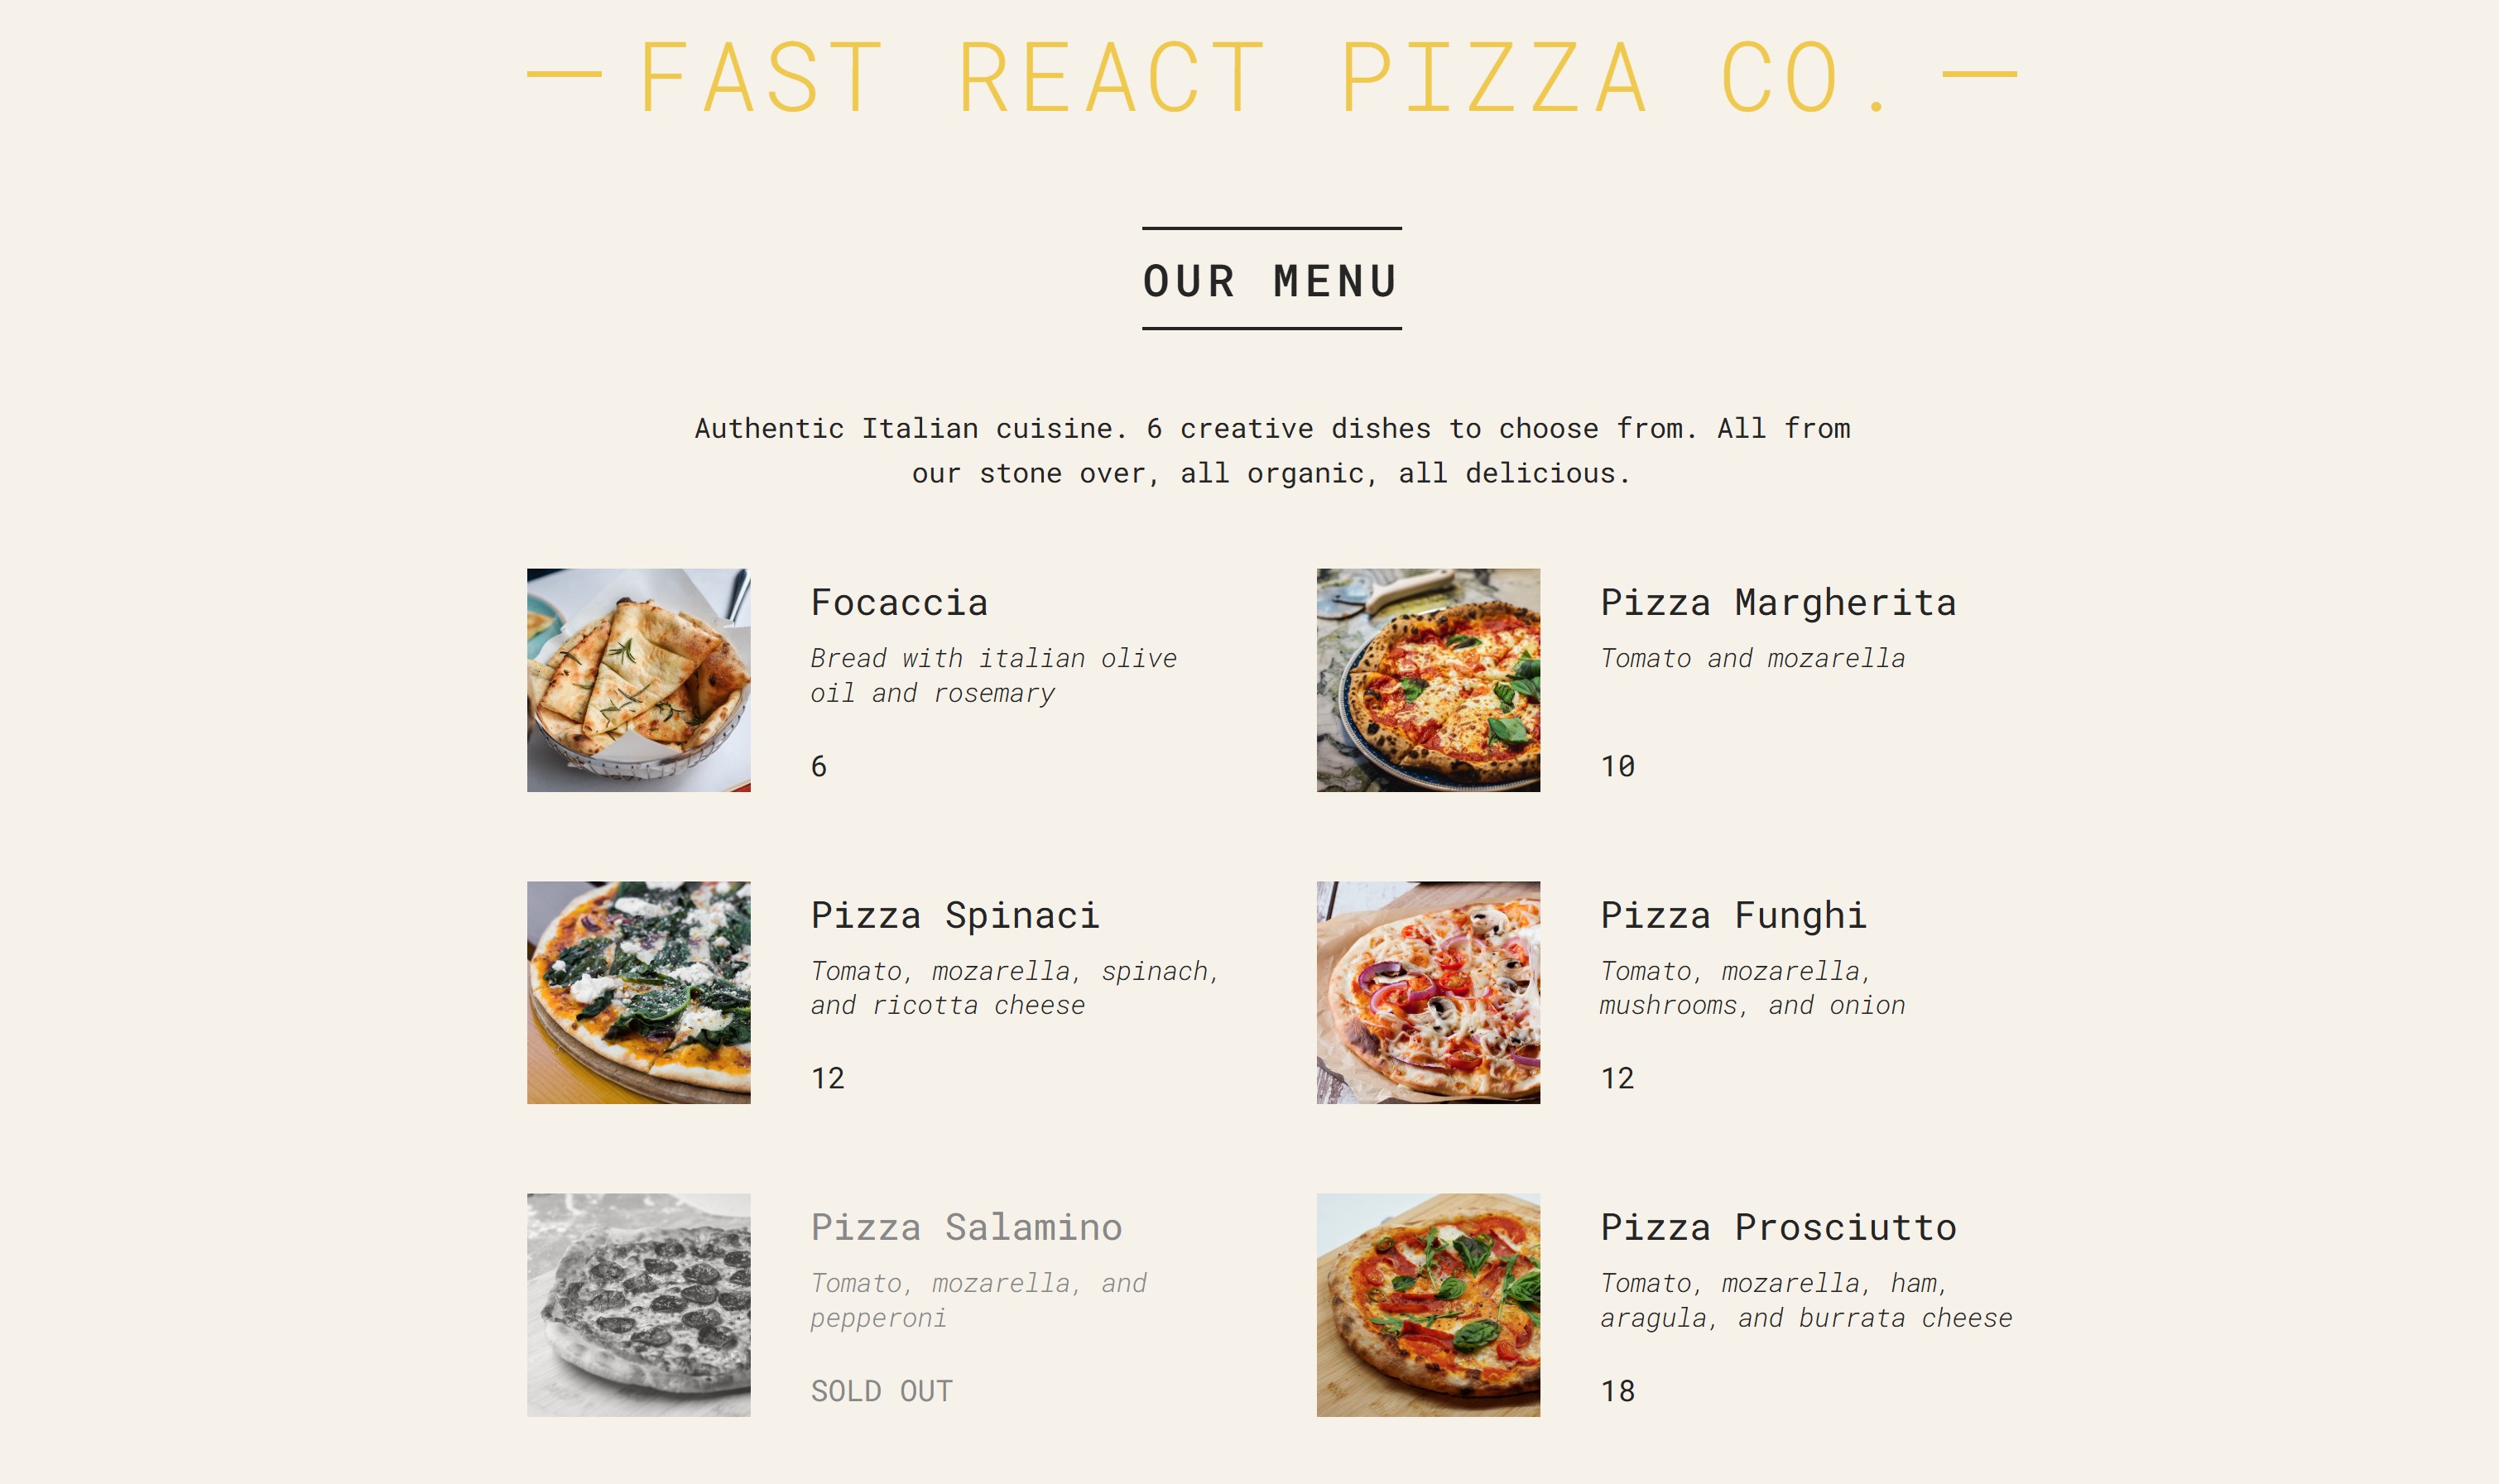 — FAST REACT PIZZA CO. —
OUR MENU
Authentic Italian cuisine. 6 creative dishes to choose from. All from
our stone over, all organic, all delicious.
Focaccia
Bread with italian olive
oil and rosemary
6
Pizza Margherita
Tomato and mozarella
10
Pizza Spinaci
Tomato, mozarella, spinach,
and ricotta cheese
12
Pizza Funghi
Tomato, mozarella,
mushrooms, and onion
12
Pizza Salamino
Tomato, mozarella, and
pepperoni
SOLD OUT
Pizza Prosciutto
Tomato, mozarella, ham,
aragula, and burrata cheese
18